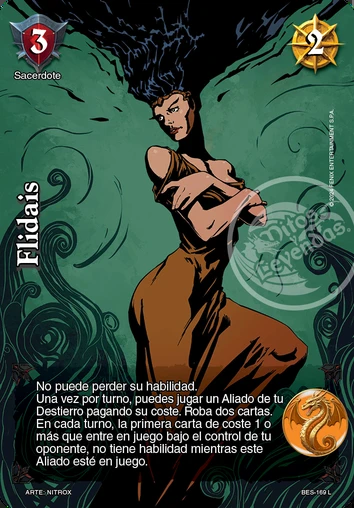 3
2
Sacerdote
Flidais
© 2024 FENIX ENTERTAINMENT S.P.A.
Mitos
Leyendas.
No puede perder su habilidad.
Una vez por turno, puedes jugar un Aliado de tu
Destierro pagando su coste. Roba dos cartas.
En cada turno, la primera carta de coste 1 o
más que entre en juego bajo el control de tu
oponente, no tiene habilidad mientras este
Aliado esté en juego.
ARTE: NITROX
BES-169 L